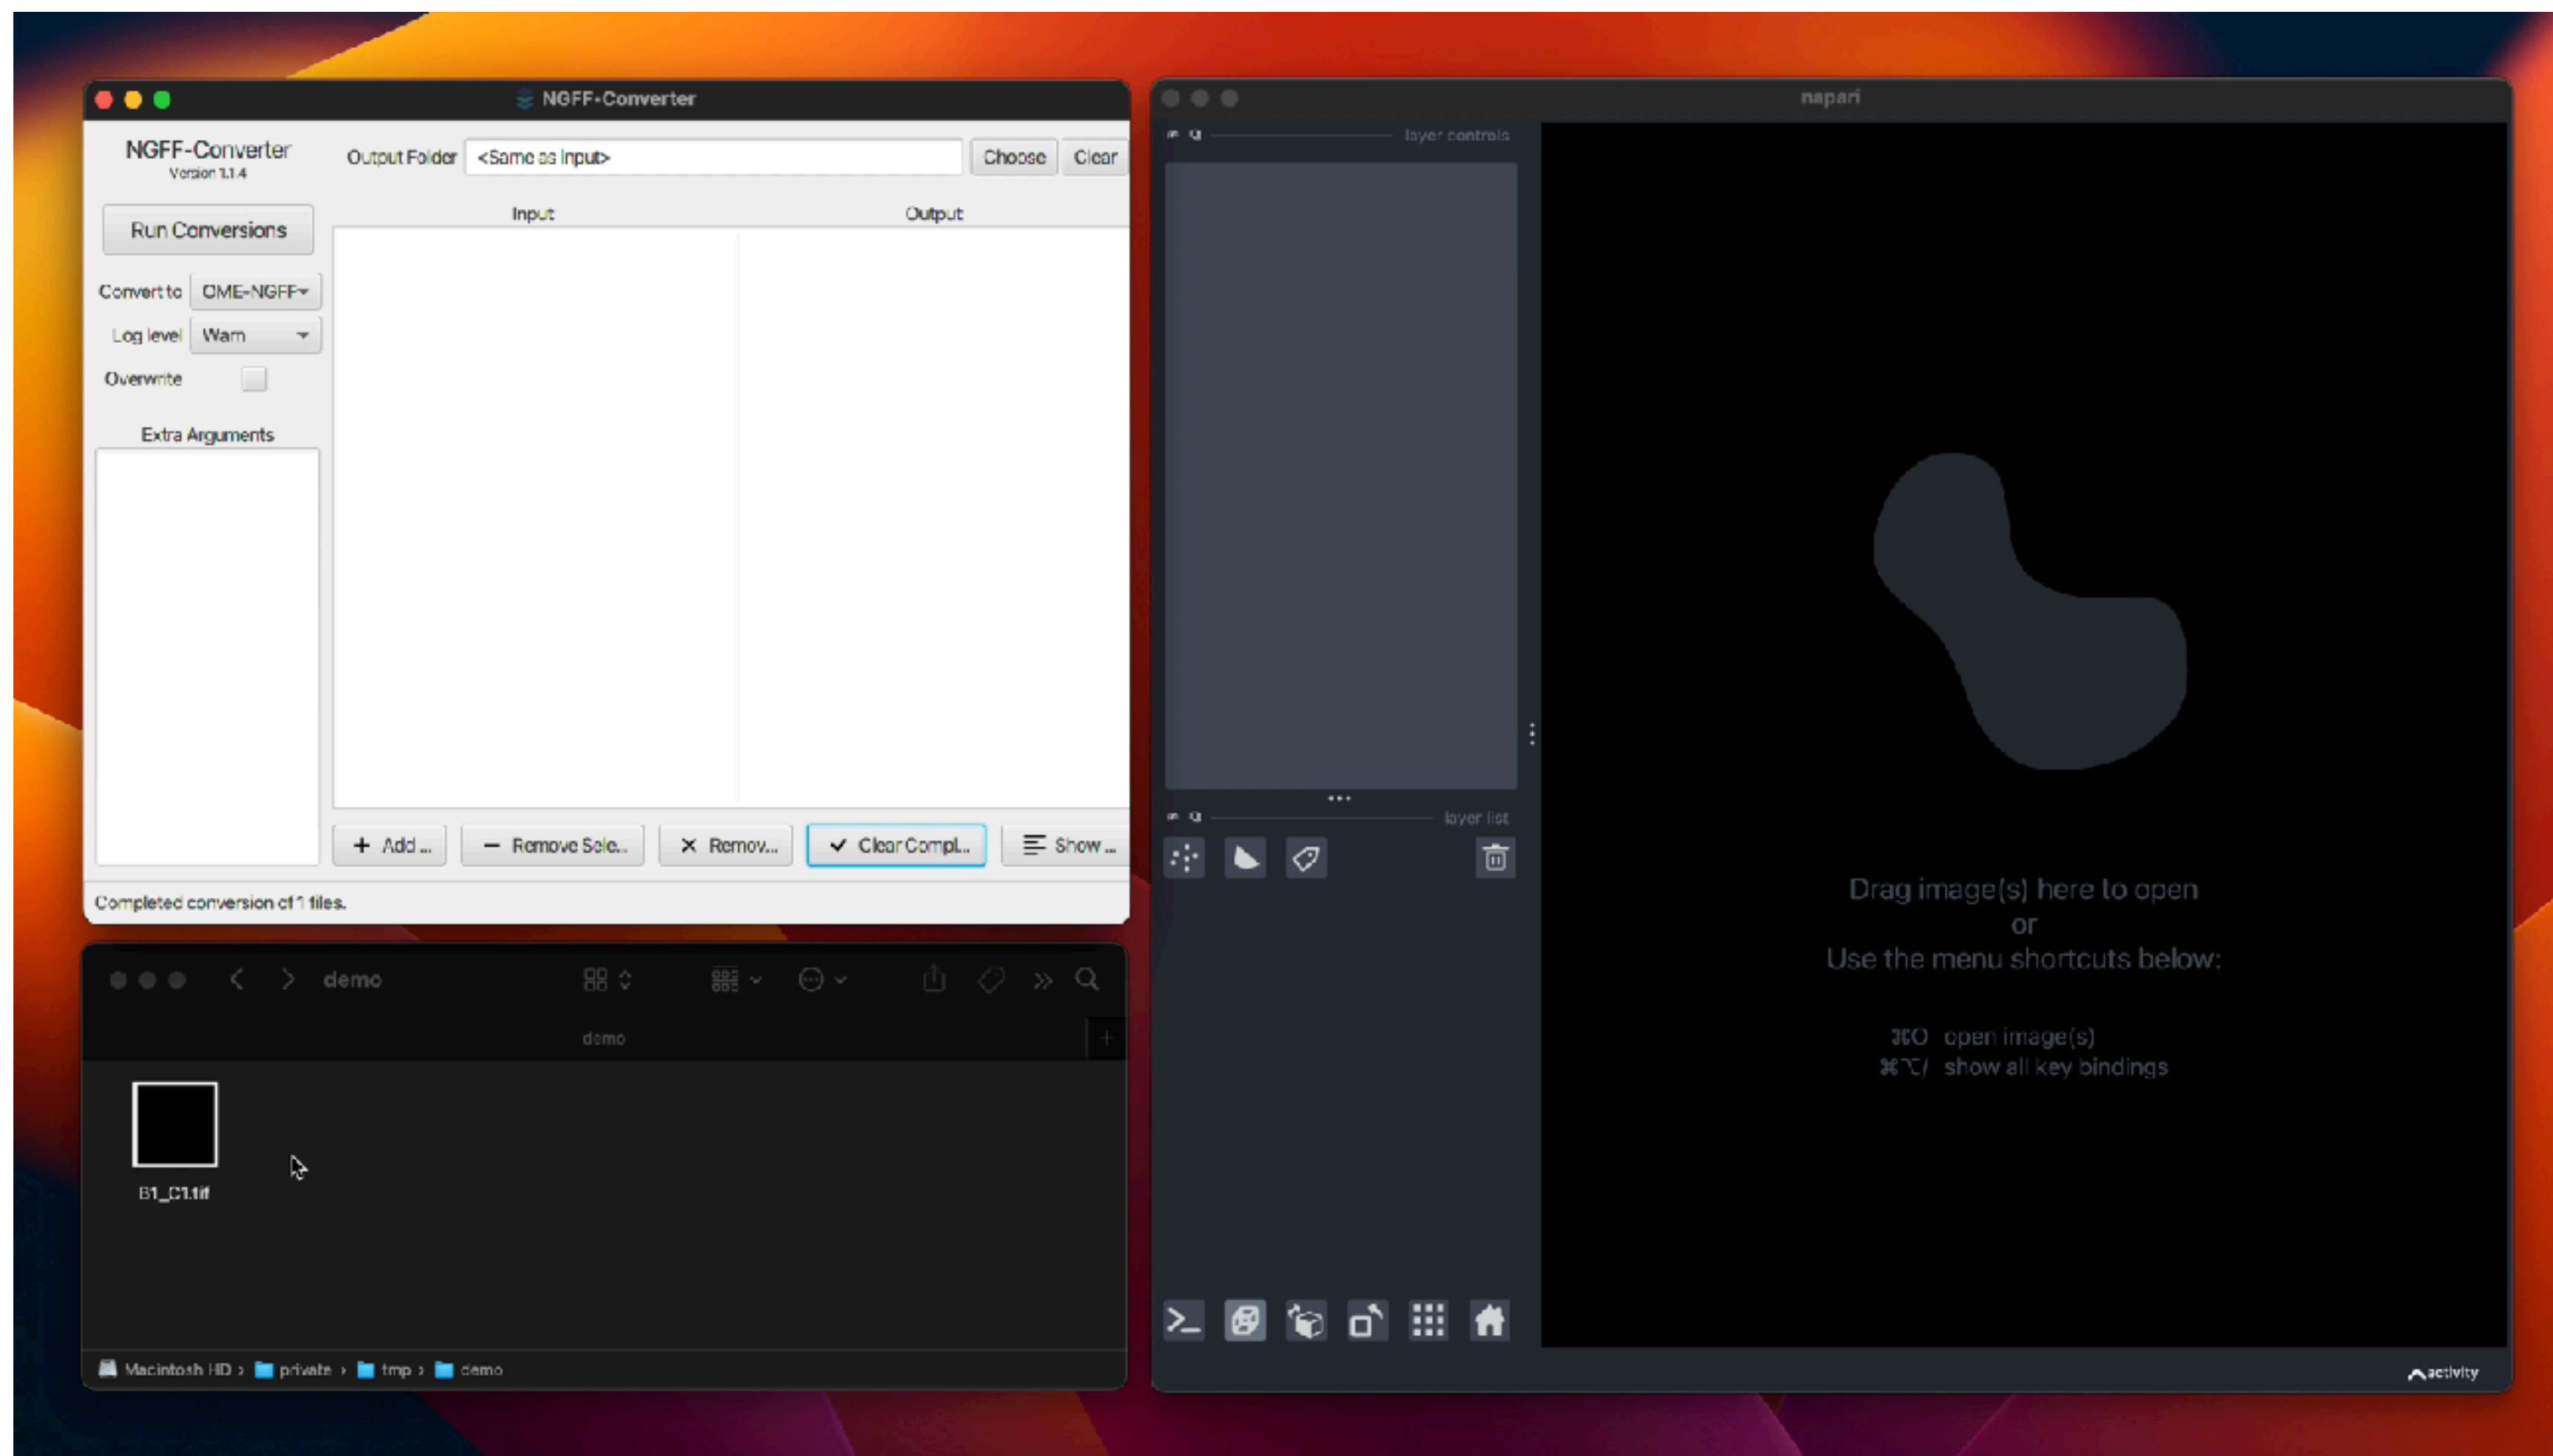 NGFF-Converter
NGFF-Converter
Version 1.1.4
Output Folder <Same as Input> Choose Clear
Run Conversions
Input Output
Convert to OME-NGFF
Log level Warn
Overwrite
Extra Arguments
+ Add ... − Remove Sele... × Remov... ✓ Clear Compl... Show ...
Completed conversion of 1 files.
demo
demo
B1_C1.tif
Macintosh HD › private › tmp › demo
napari
layer controls
layer list
Drag image(s) here to open
or
Use the menu shortcuts below:
⌘O open image(s)
⌘⌥/ show all key bindings
activity